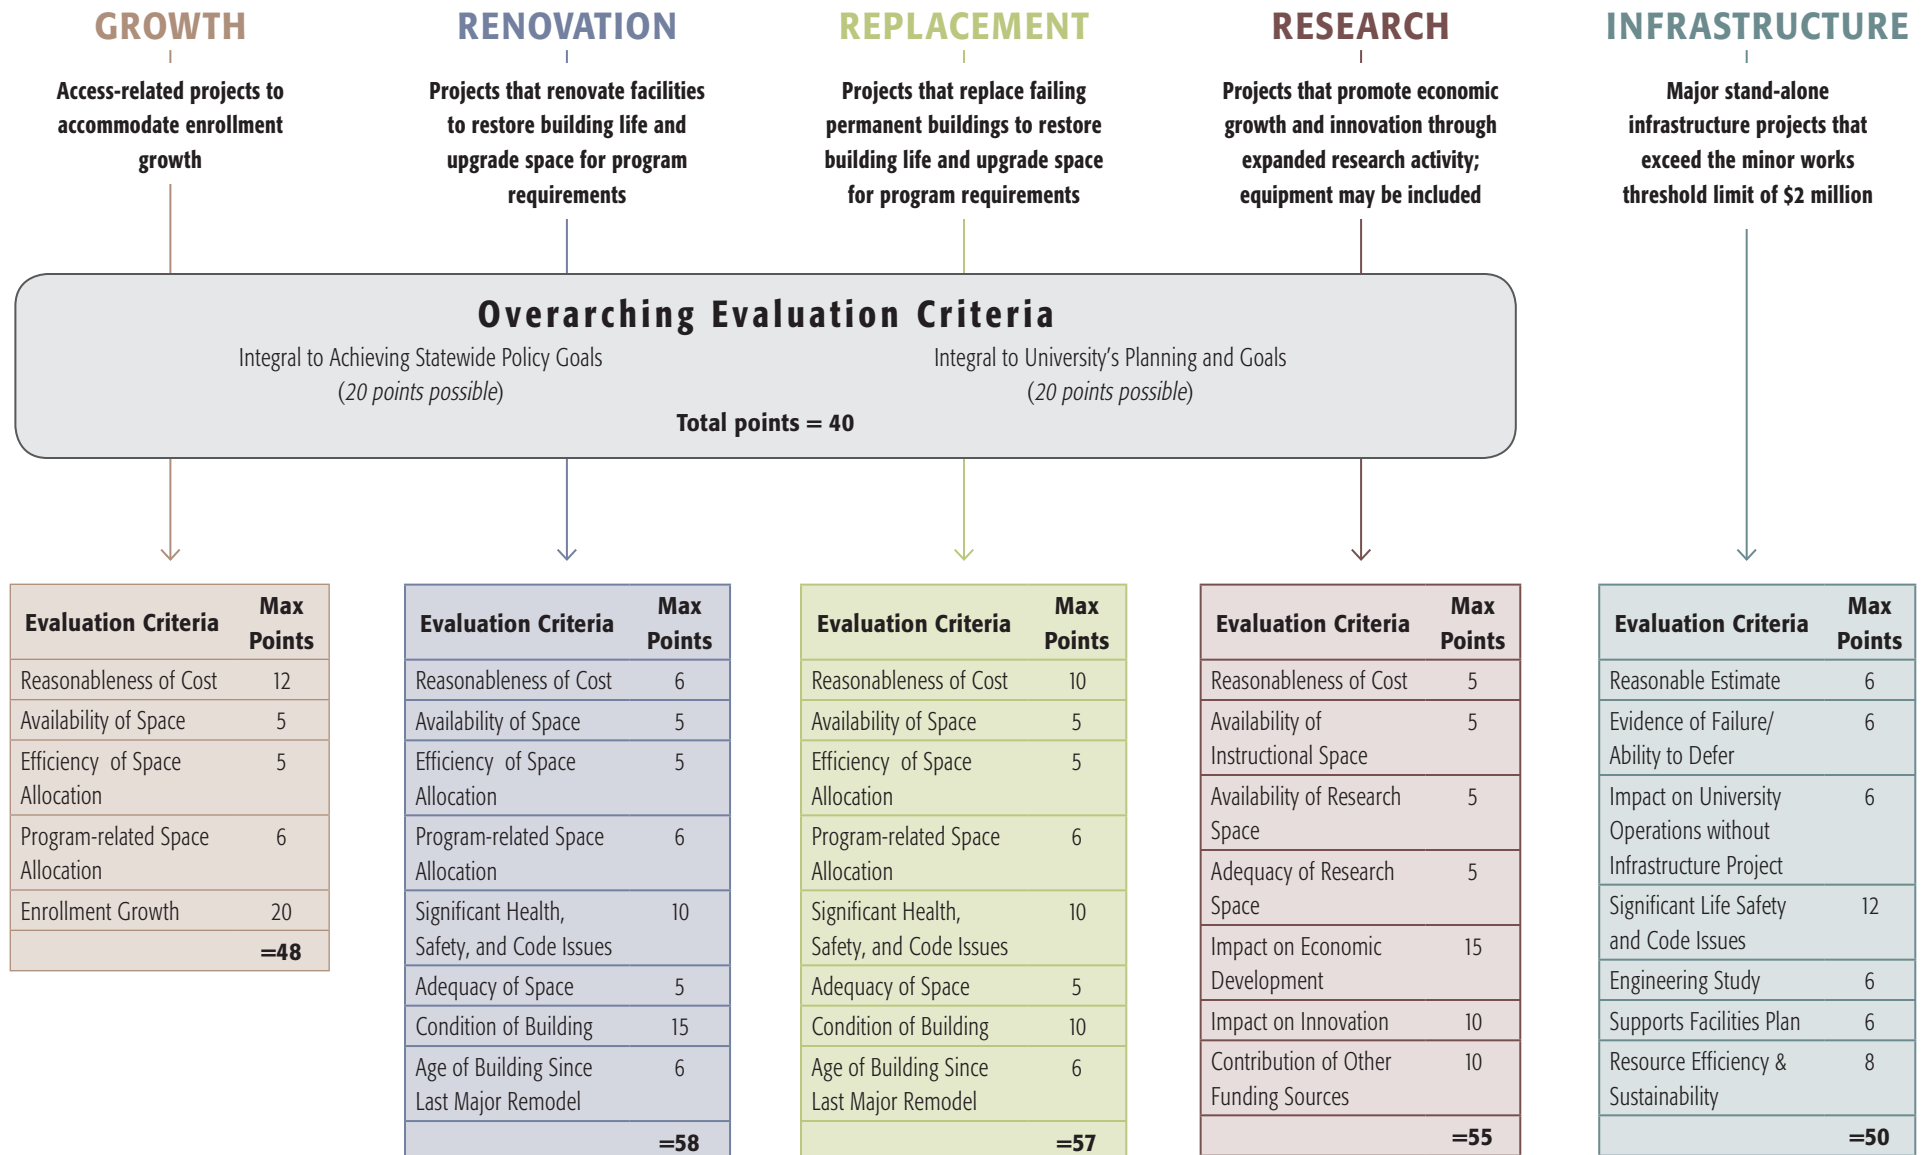 GROWTH
Access-related projects to
accommodate enrollment
growth
RENOVATION
Projects that renovate facilities
to restore building life and
upgrade space for program
requirements
REPLACEMENT
Projects that replace failing
permanent buildings to restore
building life and upgrade space
for program requirements
RESEARCH
Projects that promote economic
growth and innovation through
expanded research activity;
equipment may be included
INFRASTRUCTURE
Major stand-alone
infrastructure projects that
exceed the minor works
threshold limit of $2 million
Overarching Evaluation Criteria
Integral to Achieving Statewide Policy Goals
(20 points possible)
Integral to University's Planning and Goals
(20 points possible)
Total points = 40
Evaluation Criteria Max
Points
Reasonableness of Cost 12
Availability of Space 5
Efficiency of Space 5
Allocation
Program-related Space 6
Allocation
Enrollment Growth 20
=48
Evaluation Criteria Max
Points
Reasonableness of Cost 6
Availability of Space 5
Efficiency of Space 5
Allocation
Program-related Space 6
Allocation
Significant Health, 10
Safety, and Code Issues
Adequacy of Space 5
Condition of Building 15
Age of Building Since 6
Last Major Remodel
=58
Evaluation Criteria Max
Points
Reasonableness of Cost 10
Availability of Space 5
Efficiency of Space 5
Allocation
Program-related Space 6
Allocation
Significant Health, 10
Safety, and Code Issues
Adequacy of Space 5
Condition of Building 10
Age of Building Since 6
Last Major Remodel
=57
Evaluation Criteria Max
Points
Reasonableness of Cost 5
Availability of 5
Instructional Space
Availability of Research 5
Space
Adequacy of Research 5
Space
Impact on Economic 15
Development
Impact on Innovation 10
Contribution of Other 10
Funding Sources
=55
Evaluation Criteria Max
Points
Reasonable Estimate 6
Evidence of Failure/ 6
Ability to Defer
Impact on University 6
Operations without
Infrastructure Project
Significant Life Safety 12
and Code Issues
Engineering Study 6
Supports Facilities Plan 6
Resource Efficiency & 8
Sustainability
=50